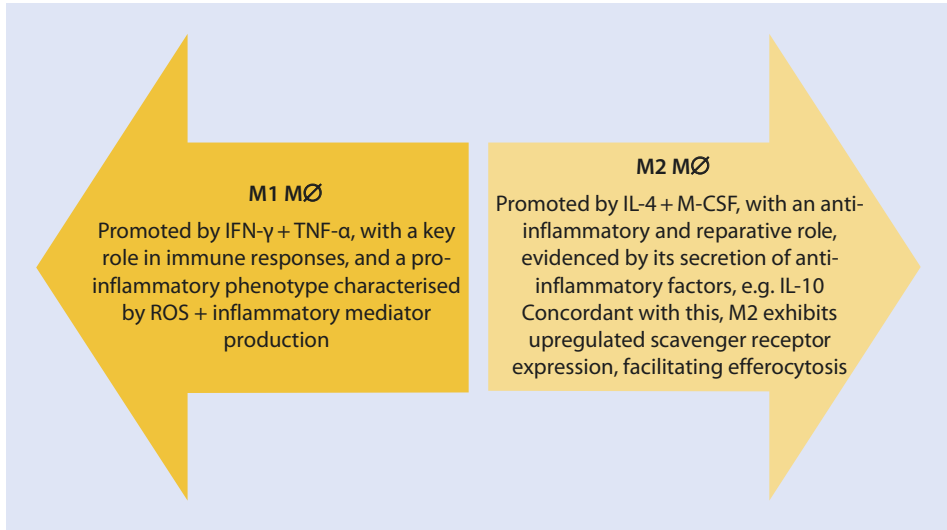 M1 MØ
Promoted by IFN-γ + TNF-α, with a key
role in immune responses, and a pro-
inflammatory phenotype characterised
by ROS + inflammatory mediator
production
M2 MØ
Promoted by IL-4 + M-CSF, with an anti-
inflammatory and reparative role,
evidenced by its secretion of anti-
inflammatory factors, e.g. IL-10
Concordant with this, M2 exhibits
upregulated scavenger receptor
expression, facilitating efferocytosis